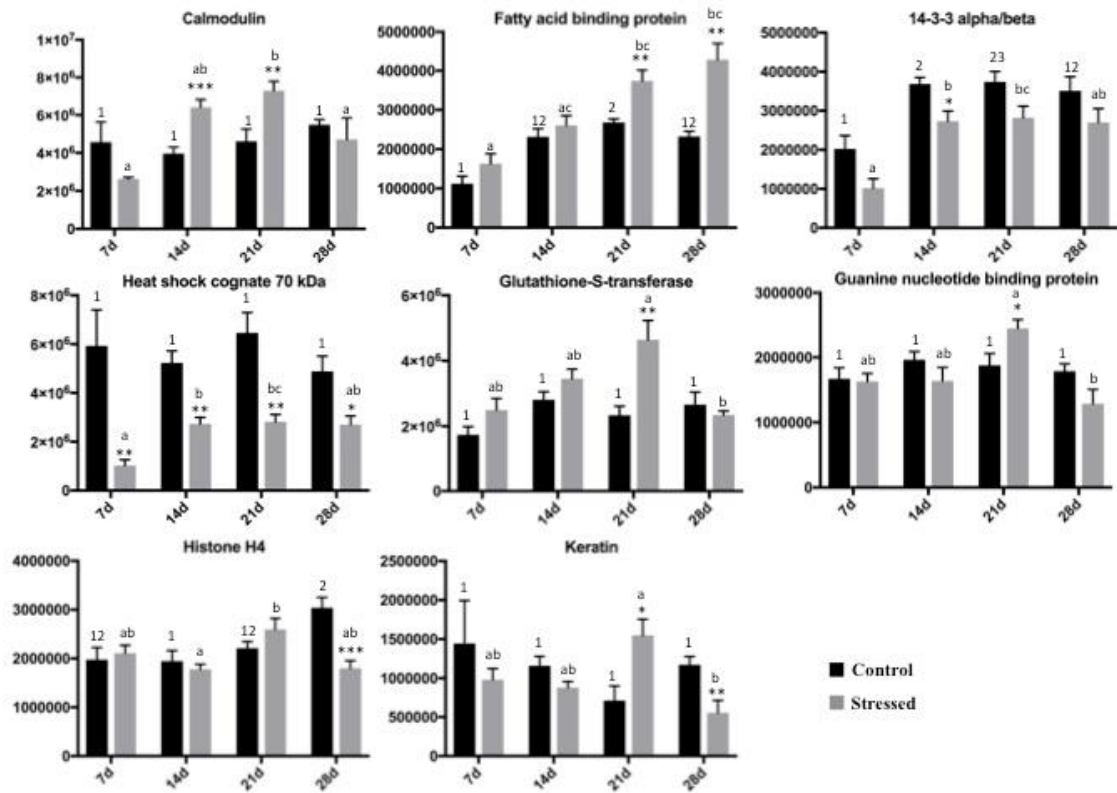 Calmodulin
1×10⁷
8×10⁶
6×10⁶
4×10⁶
2×10⁶
0
1
a
1
ab
***
1
b
**
1
a
7d
14d
21d
28d
Fatty acid binding protein
5000000
4000000
3000000
2000000
1000000
0
1
a
12
ac
2
bc
**
12
bc
**
7d
14d
21d
28d
14-3-3 alpha/beta
5000000
4000000
3000000
2000000
1000000
0
1
a
2
b
*
23
bc
12
ab
7d
14d
21d
28d
Heat shock cognate 70 kDa
8×10⁶
6×10⁶
4×10⁶
2×10⁶
0
1
a
**
1
b
**
1
bc
**
1
ab
*
7d
14d
21d
28d
Glutathione-S-transferase
6×10⁶
4×10⁶
2×10⁶
0
1
ab
1
ab
1
a
**
1
b
7d
14d
21d
28d
Guanine nucleotide binding protein
3000000
2000000
1000000
0
1
ab
1
ab
1
a
*
1
b
7d
14d
21d
28d
Histone H4
4000000
3000000
2000000
1000000
0
12
ab
1
a
12
b
2
ab
***
7d
14d
21d
28d
Keratin
2500000
2000000
1500000
1000000
500000
0
1
ab
1
ab
1
a
*
1
b
**
7d
14d
21d
28d
Control
Stressed